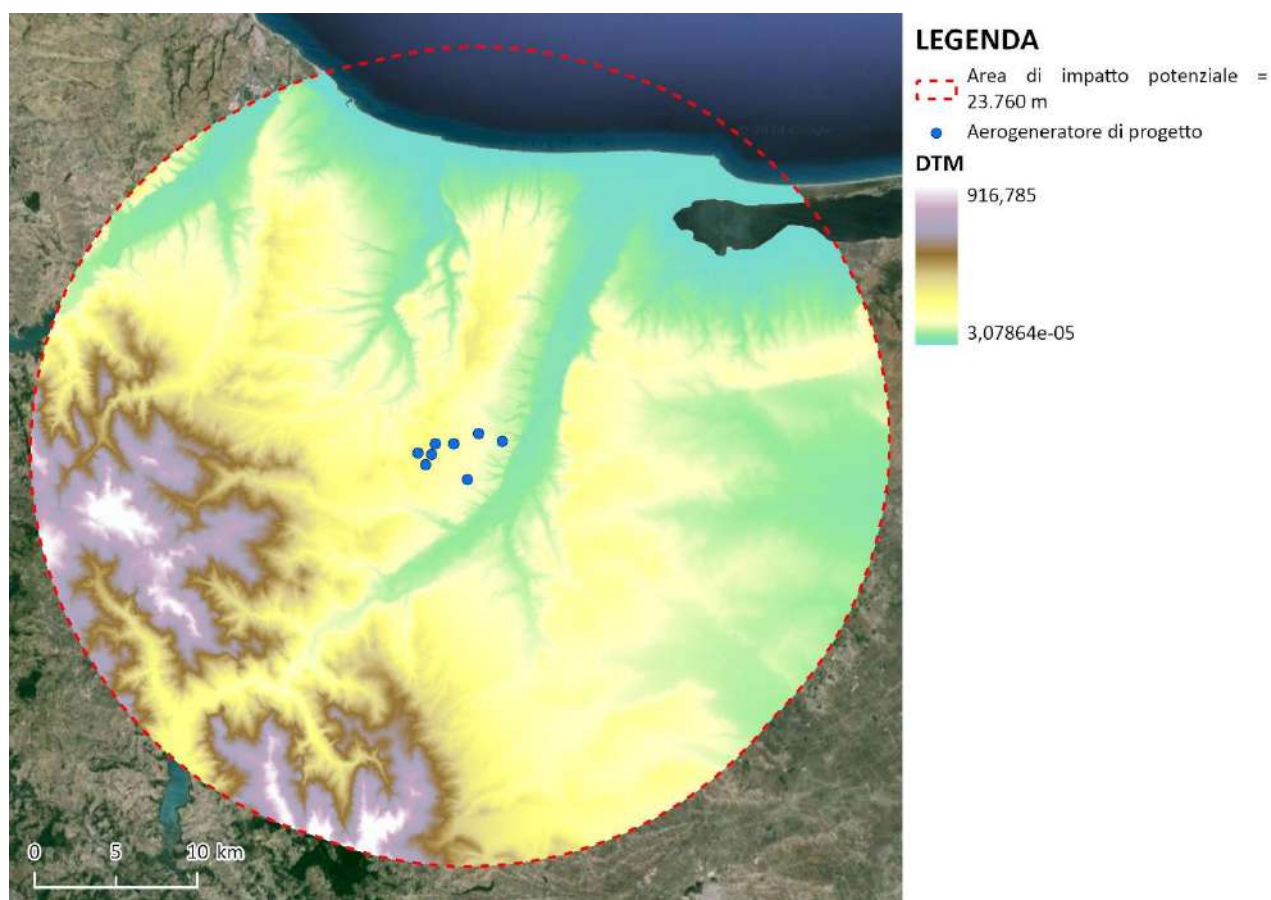 LEGENDA
Area di impatto potenziale =
23.760 m
Aerogeneratore di progetto
DTM
916,785
3,07864e-05
0 5 10 km